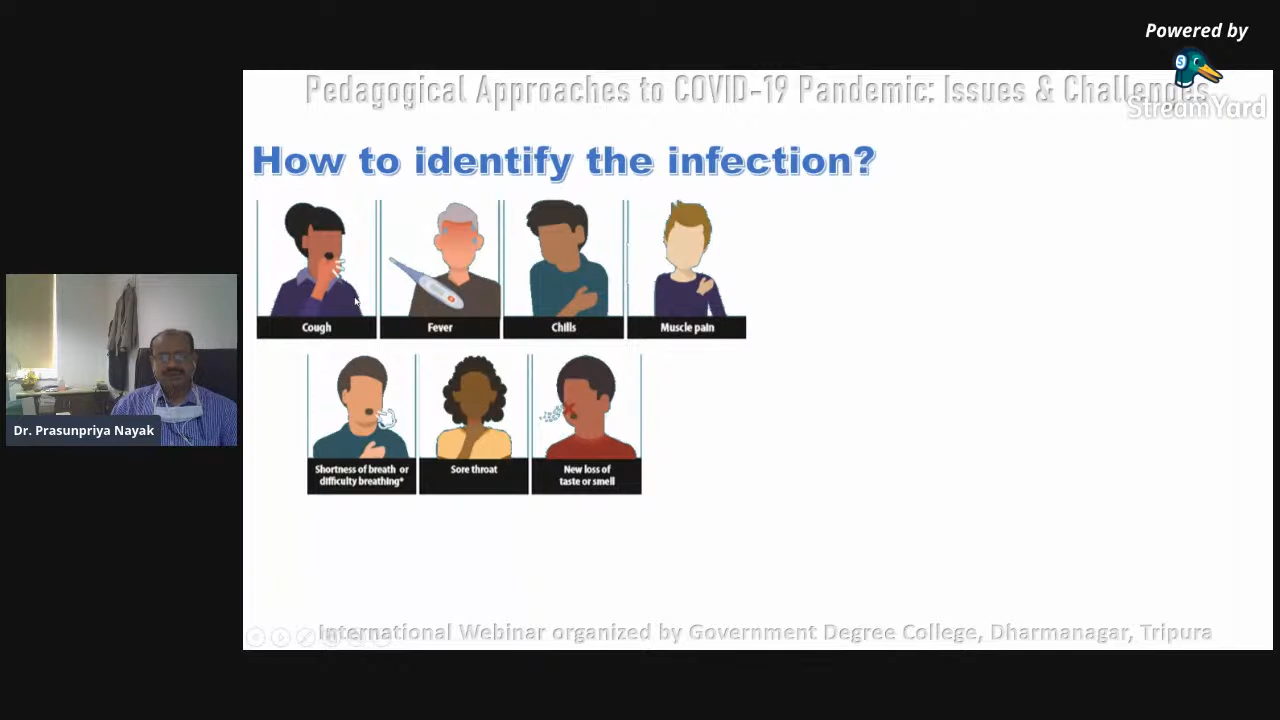 Powered by
StreamYard
Pedagogical Approaches to COVID-19 Pandemic: Issues & Challenges
How to identify the infection?
Cough
Fever
Chills
Muscle pain
Shortness of breath or
difficulty breathing*
Sore throat
New loss of
taste or smell
Dr. Prasunpriya Nayak
International Webinar organized by Government Degree College, Dharmanagar, Tripura